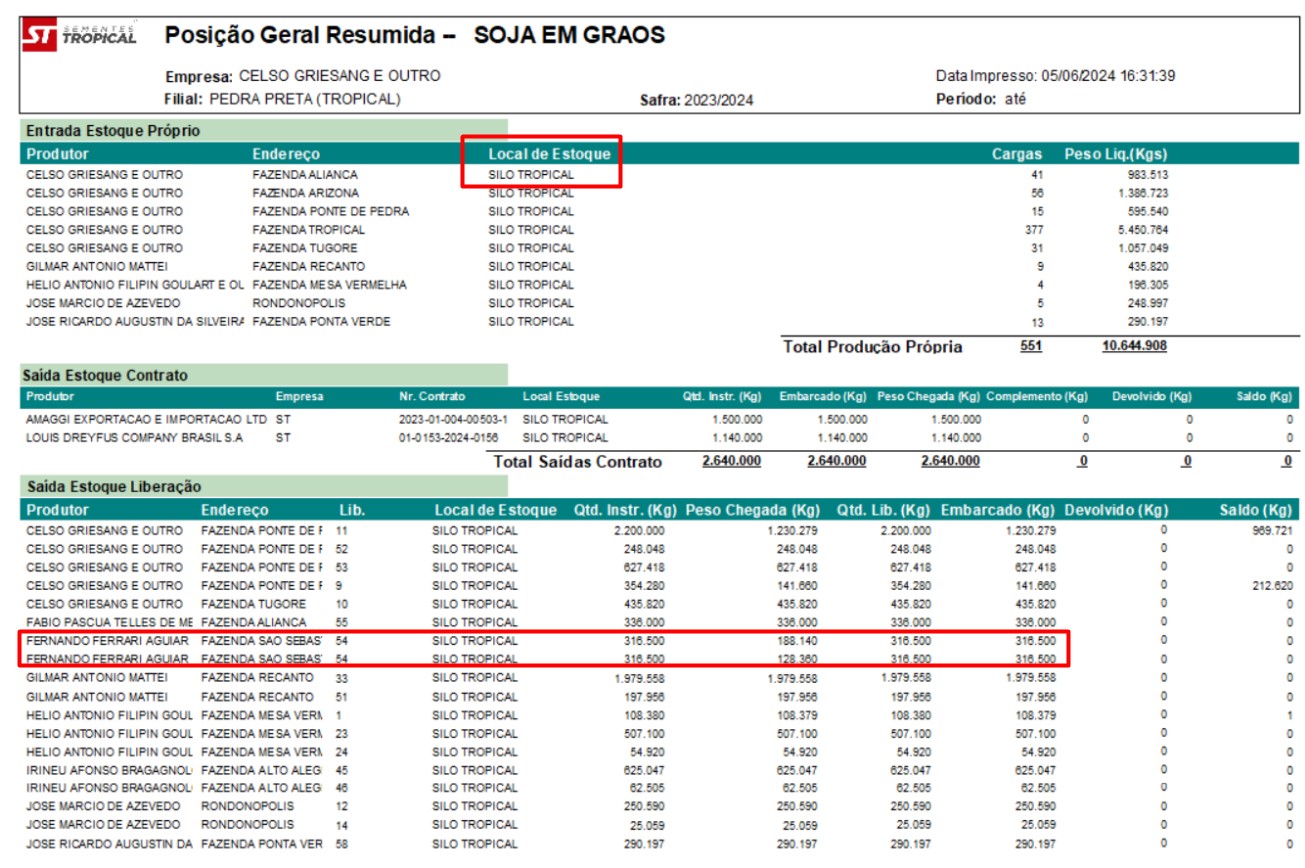 ST SEMENTES TROPICAL Posição Geral Resumida – SOJA EM GRAOS
Empresa: CELSO GRIESANG E OUTRO Data Impresso: 05/06/2024 16:31:39
Filial: PEDRA PRETA (TROPICAL) Safra: 2023/2024 Período: até
Entrada Estoque Próprio
Produtor Endereço Local de Estoque Cargas Peso Liq.(Kgs)
CELSO GRIESANG E OUTRO FAZENDA ALIANCA SILO TROPICAL 41 983.513
CELSO GRIESANG E OUTRO FAZENDA ARIZONA SILO TROPICAL 56 1.386.723
CELSO GRIESANG E OUTRO FAZENDA PONTE DE PEDRA SILO TROPICAL 15 595.540
CELSO GRIESANG E OUTRO FAZENDA TROPICAL SILO TROPICAL 377 5.450.764
CELSO GRIESANG E OUTRO FAZENDA TUGORE SILO TROPICAL 31 1.057.049
GILMAR ANTONIO MATTEI FAZENDA RECANTO SILO TROPICAL 9 435.820
HELIO ANTONIO FILIPIN GOULART E OU FAZENDA MESA VERMELHA SILO TROPICAL 4 196.305
JOSE MARCIO DE AZEVEDO RONDONOPOLIS SILO TROPICAL 5 248.997
JOSE RICARDO AUGUSTIN DA SILVEIRA FAZENDA PONTA VERDE SILO TROPICAL 13 290.197
Total Produção Própria 551 10.644.908
Saída Estoque Contrato
Produtor Empresa Nr. Contrato Local Estoque Qtd. Instr. (Kg) Embarcado (Kg) Peso Chegada (Kg) Complemento (Kg) Devolvido (Kg) Saldo (Kg)
AMAGGI EXPORTACAO E IMPORTACAO LTD ST 2023-01-004-00503-1 SILO TROPICAL 1.500.000 1.500.000 1.500.000 0 0 0
LOUIS DREYFUS COMPANY BRASIL S.A ST 01-0153-2024-0156 SILO TROPICAL 1.140.000 1.140.000 1.140.000 0 0 0
Total Saídas Contrato 2.640.000 2.640.000 2.640.000 0 0 0
Saida Estoque Liberação
Produtor Endereço Lib. Local de Estoque Qtd. Instr. (Kg) Peso Chegada (Kg) Qtd. Lib. (Kg) Embarcado (Kg) Devolvido (Kg) Saldo (Kg)
CELSO GRIESANG E OUTRO FAZENDA PONTE DE F 11 SILO TROPICAL 2.200.000 1.230.279 2.200.000 1.230.279 0 969.721
CELSO GRIESANG E OUTRO FAZENDA PONTE DE F 52 SILO TROPICAL 248.048 248.048 248.048 248.048 0 0
CELSO GRIESANG E OUTRO FAZENDA PONTE DE F 53 SILO TROPICAL 627.418 627.418 627.418 627.418 0 0
CELSO GRIESANG E OUTRO FAZENDA PONTE DE F 9 SILO TROPICAL 354.280 141.660 354.280 141.660 0 212.620
CELSO GRIESANG E OUTRO FAZENDA TUGORE 10 SILO TROPICAL 435.820 435.820 435.820 435.820 0 0
FABIO PASCUA TELLES DE ME FAZENDA ALIANCA 55 SILO TROPICAL 336.000 336.000 336.000 336.000 0 0
FERNANDO FERRARI AGUIAR FAZENDA SAO SEBAS 54 SILO TROPICAL 316.500 188.140 316.500 316.500 0 0
FERNANDO FERRARI AGUIAR FAZENDA SAO SEBAS 54 SILO TROPICAL 316.500 128.360 316.500 316.500 0 0
GILMAR ANTONIO MATTEI FAZENDA RECANTO 33 SILO TROPICAL 1.979.558 1.979.558 1.979.558 1.979.558 0 0
GILMAR ANTONIO MATTEI FAZENDA RECANTO 51 SILO TROPICAL 197.956 197.956 197.956 197.956 0 0
HELIO ANTONIO FILIPIN GOUL FAZENDA MESA VERM 1 SILO TROPICAL 108.380 108.379 108.380 108.379 0 1
HELIO ANTONIO FILIPIN GOUL FAZENDA MESA VERM 23 SILO TROPICAL 507.100 507.100 507.100 507.100 0 0
HELIO ANTONIO FILIPIN GOUL FAZENDA MESA VERM 24 SILO TROPICAL 54.920 54.920 54.920 54.920 0 0
IRINEU AFONSO BRAGAGNOL FAZENDA ALTO ALEG 45 SILO TROPICAL 625.047 625.047 625.047 625.047 0 0
IRINEU AFONSO BRAGAGNOL FAZENDA ALTO ALEG 46 SILO TROPICAL 62.505 62.505 62.505 62.505 0 0
JOSE MARCIO DE AZEVEDO RONDONOPOLIS 12 SILO TROPICAL 250.590 250.590 250.590 250.590 0 0
JOSE MARCIO DE AZEVEDO RONDONOPOLIS 14 SILO TROPICAL 25.059 25.059 25.059 25.059 0 0
JOSE RICARDO AUGUSTIN DA FAZENDA PONTA VER 58 SILO TROPICAL 290.197 290.197 290.197 290.197 0 0